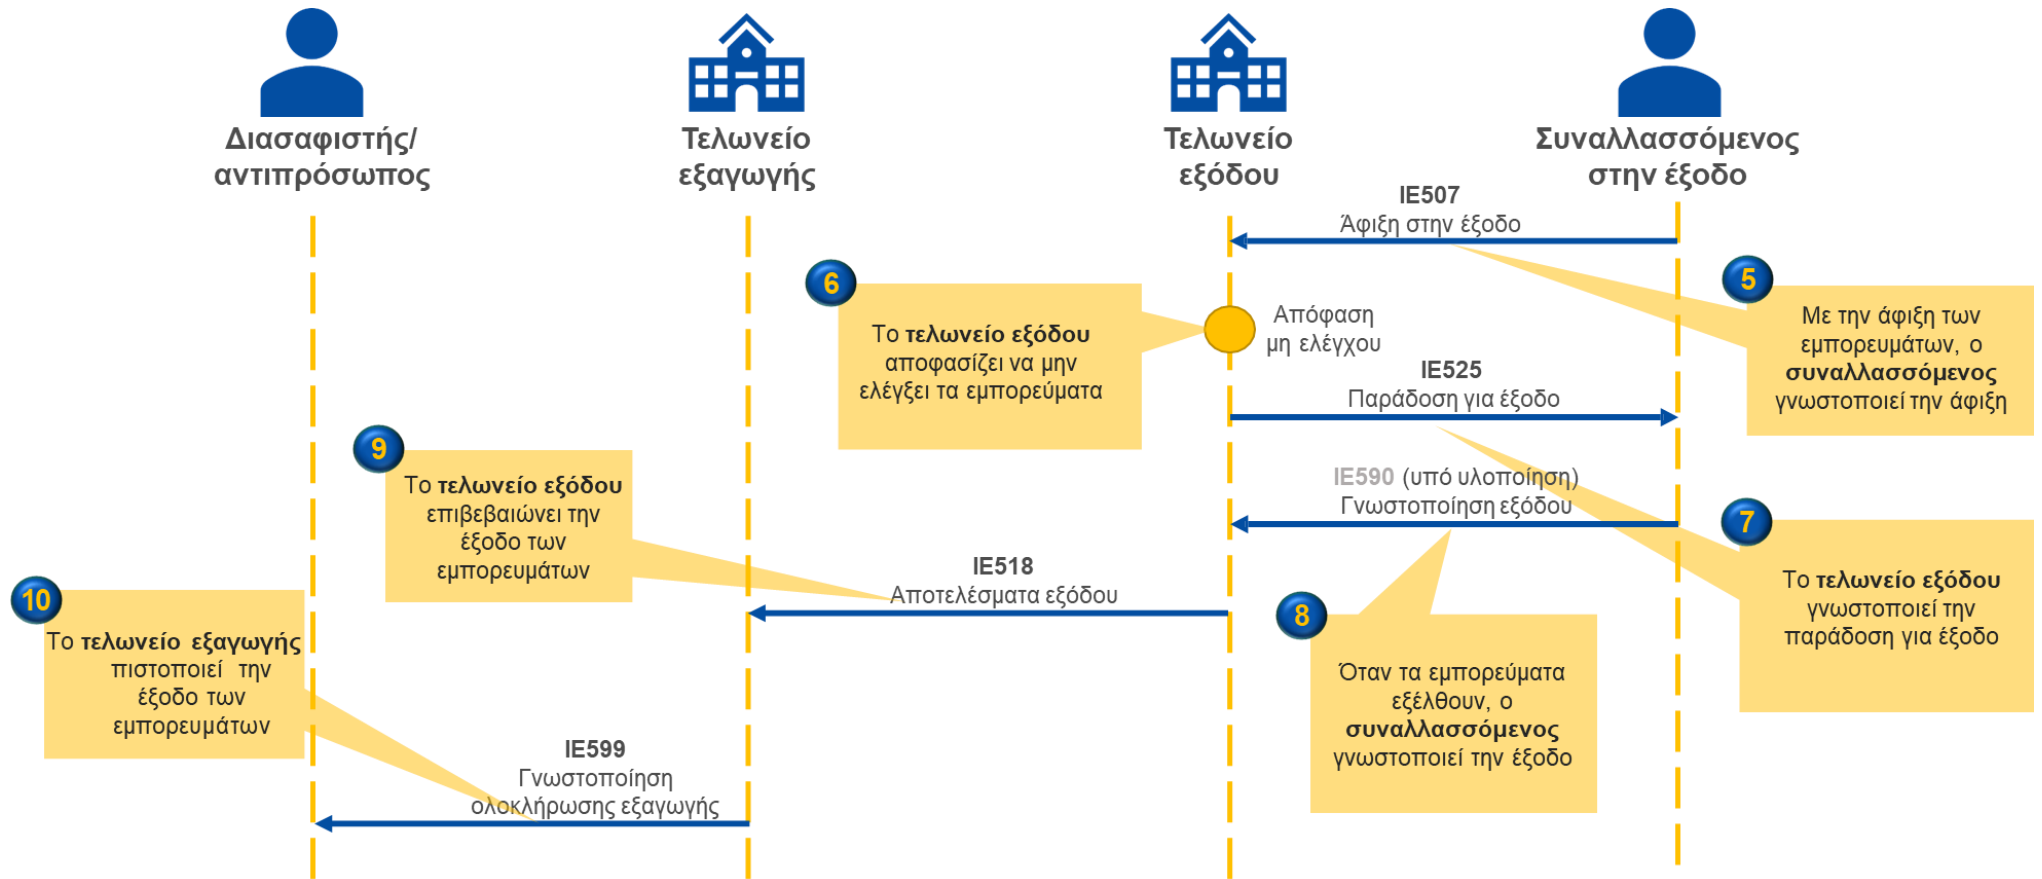 Διασαφιστής/
αντιπρόσωπος
Τελωνείο
εξαγωγής
Τελωνείο
εξόδου
Συναλλασσόμενος
στην έξοδο
IE507
Άφιξη στην έξοδο
5
Με την άφιξη των
εμπορευμάτων, ο
συναλλασσόμενος
γνωστοποιεί την άφιξη
6
Το τελωνείο εξόδου
αποφασίζει να μην
ελέγξει τα εμπορεύματα
Απόφαση
μη ελέγχου
IE525
Παράδοση για έξοδο
7
Το τελωνείο εξόδου
γνωστοποιεί την
παράδοση για έξοδο
IE590 (υπό υλοποίηση)
Γνωστοποίηση εξόδου
8
Όταν τα εμπορεύματα
εξέλθουν, ο
συναλλασσόμενος
γνωστοποιεί την έξοδο
9
Το τελωνείο εξόδου
επιβεβαιώνει την
έξοδο των
εμπορευμάτων
IE518
Αποτελέσματα εξόδου
10
Το τελωνείο εξαγωγής
πιστοποιεί την
έξοδο των
εμπορευμάτων
IE599
Γνωστοποίηση
ολοκλήρωσης εξαγωγής